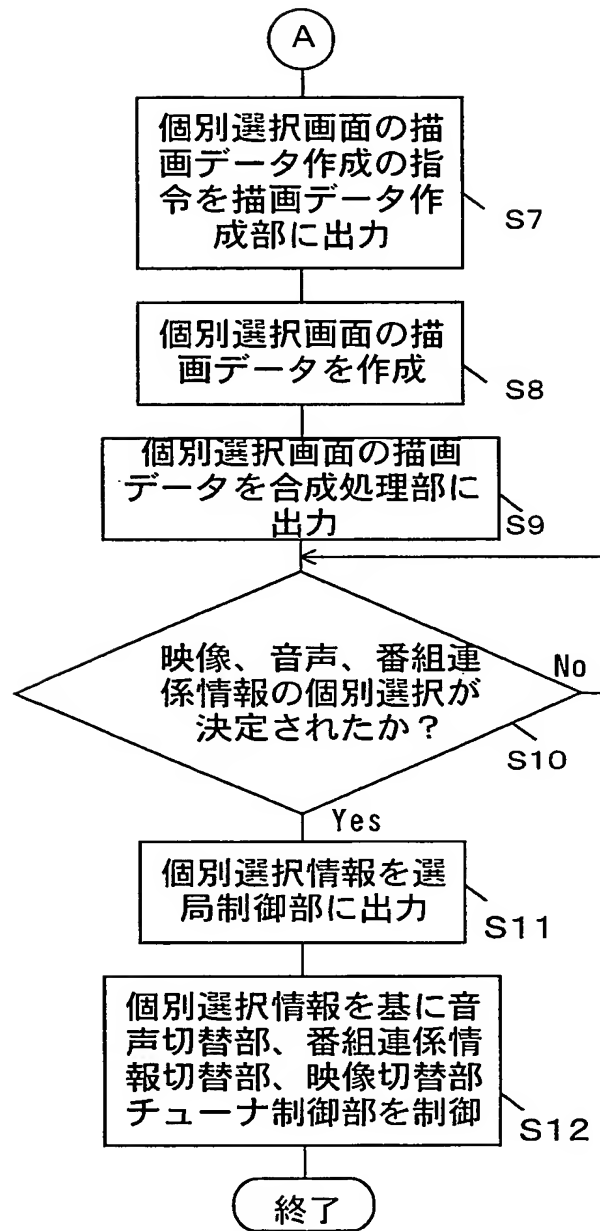 A
個別選択画面の描
画データ作成の指
令を描画データ作
成部に出力
S7
個別選択画面の描
画データを作成
S8
個別選択画面の描画
データを合成処理部に
出力
S9
映像、音声、番組連
係情報の個別選択が
決定されたか？
No
S10
Yes
個別選択情報を選
局制御部に出力
S11
個別選択情報を基に音
声切替部、番組連係情
報切替部、映像切替部
チューナ制御部を制御
S12
終了